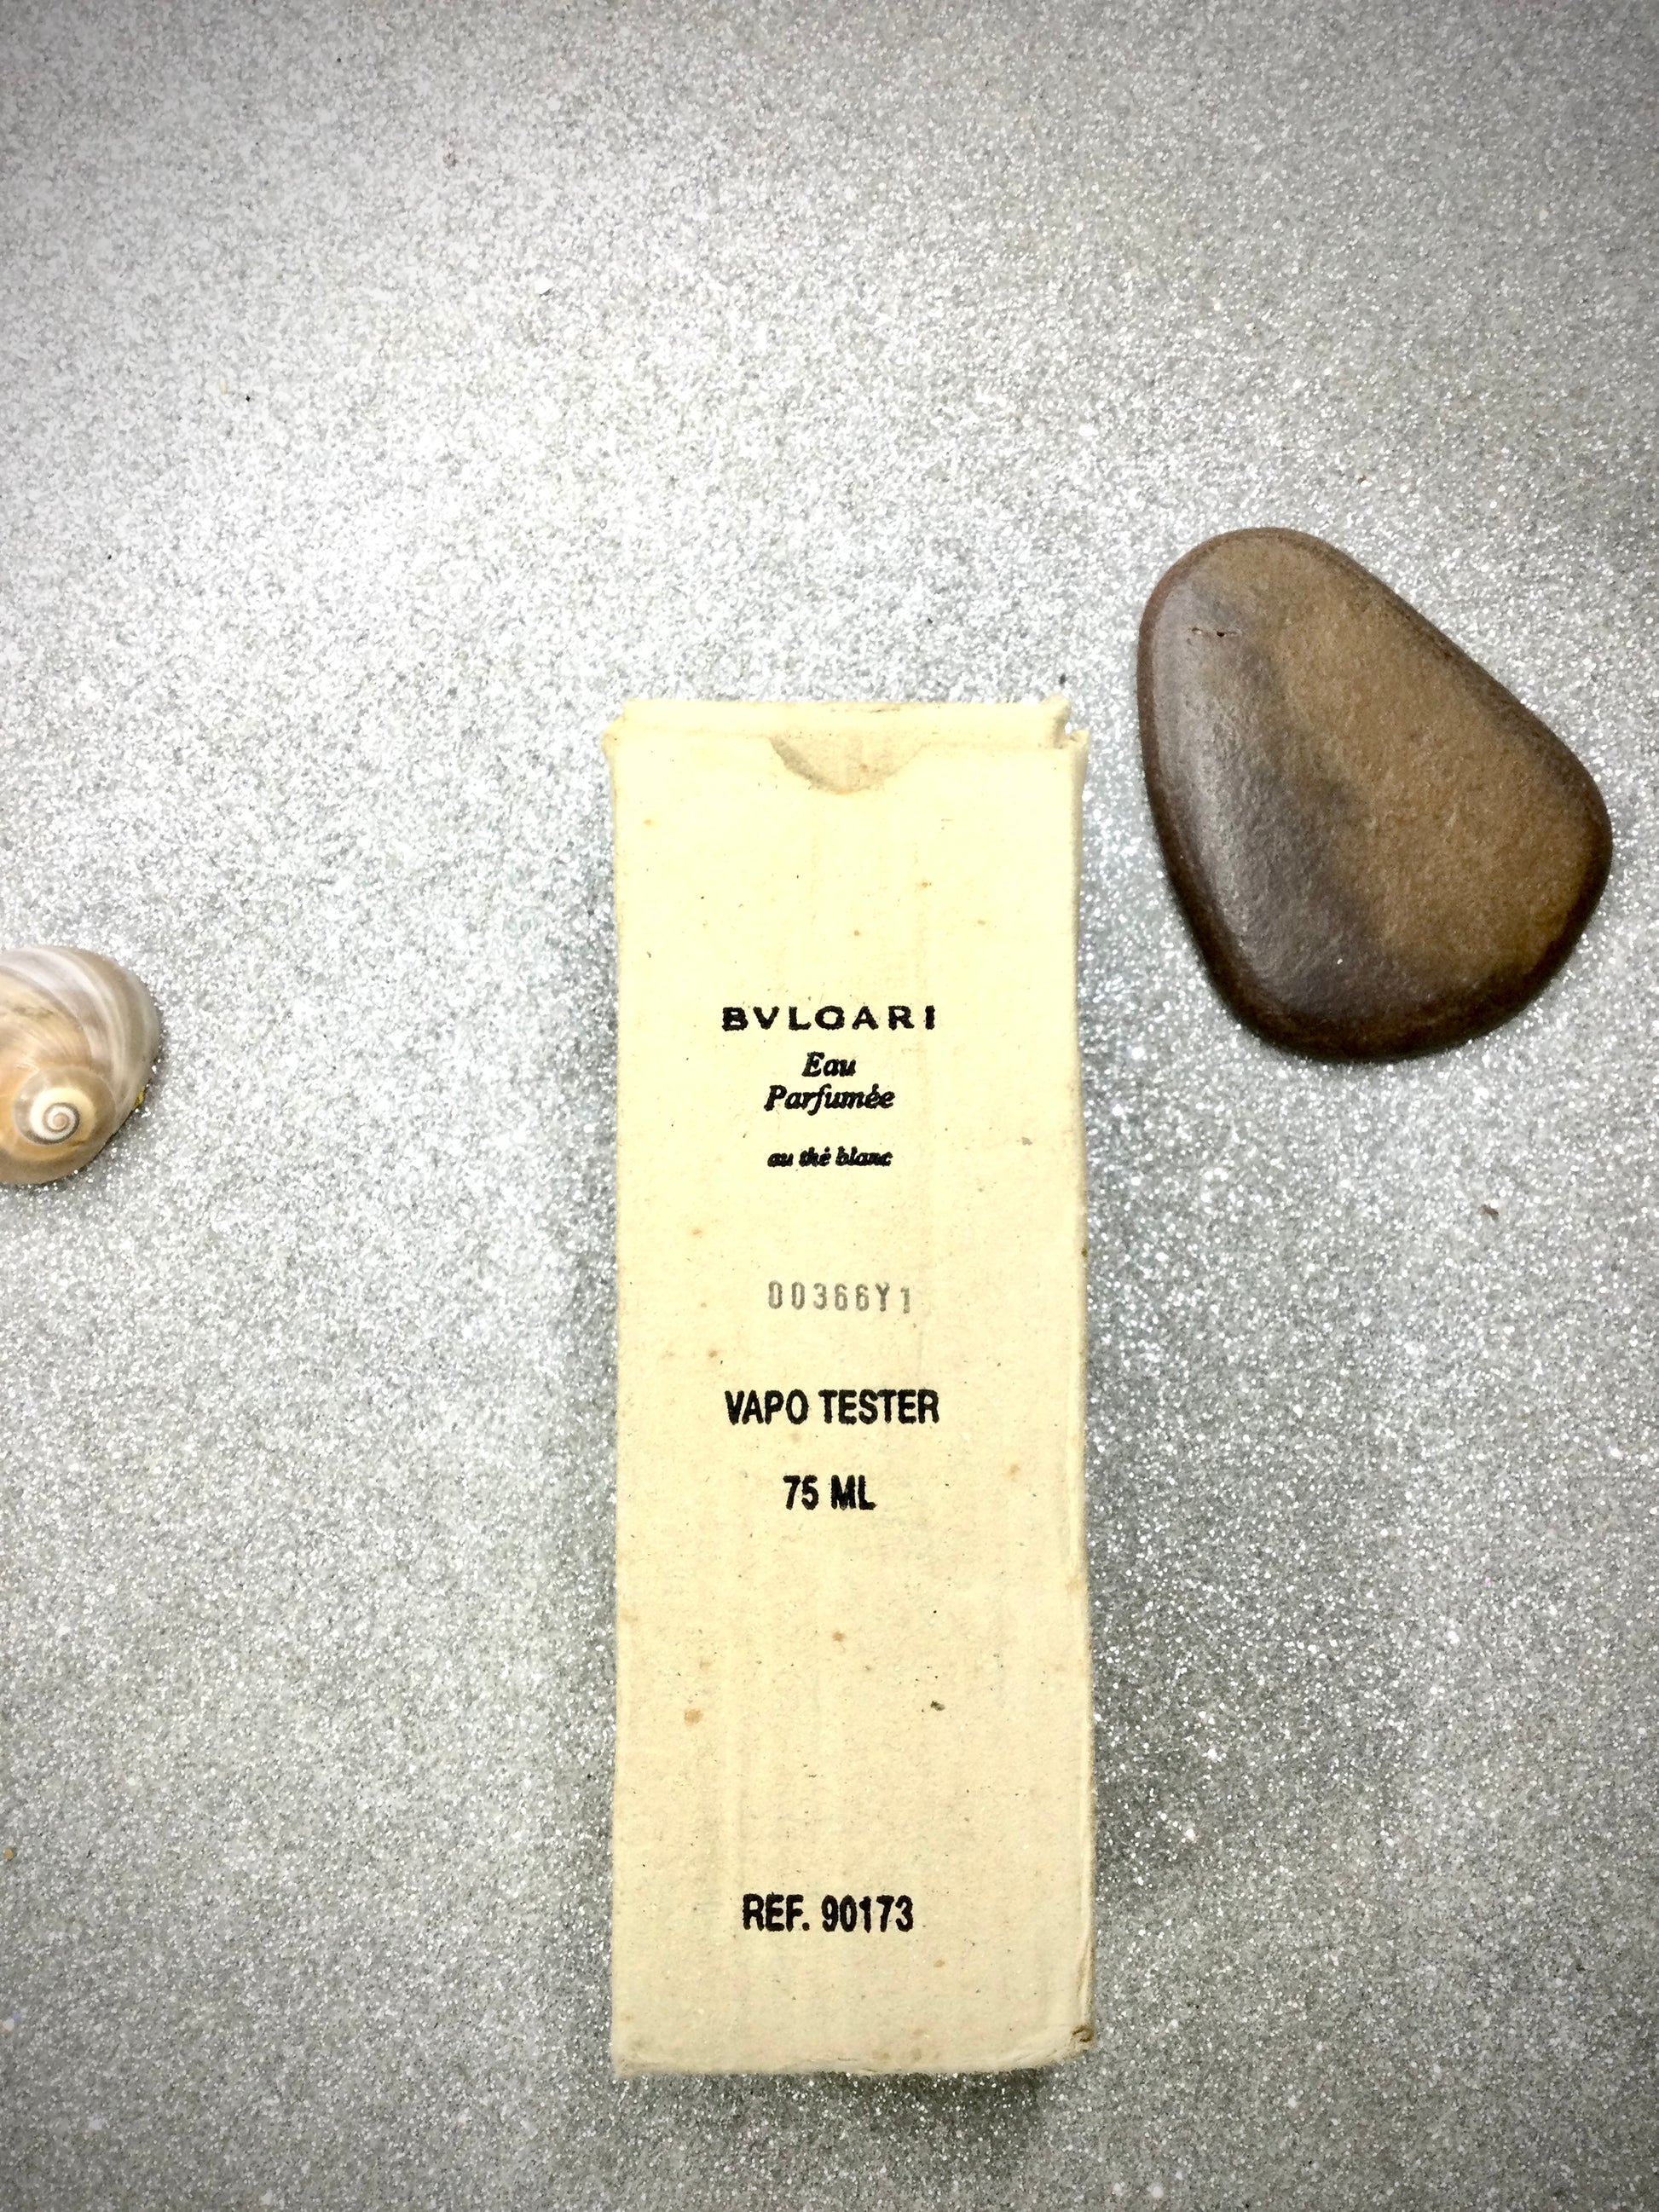 BVLGARI
Eau
Parfumée
au thé blanc
00366Y1
VAPO TESTER
75 ML
REF. 90173